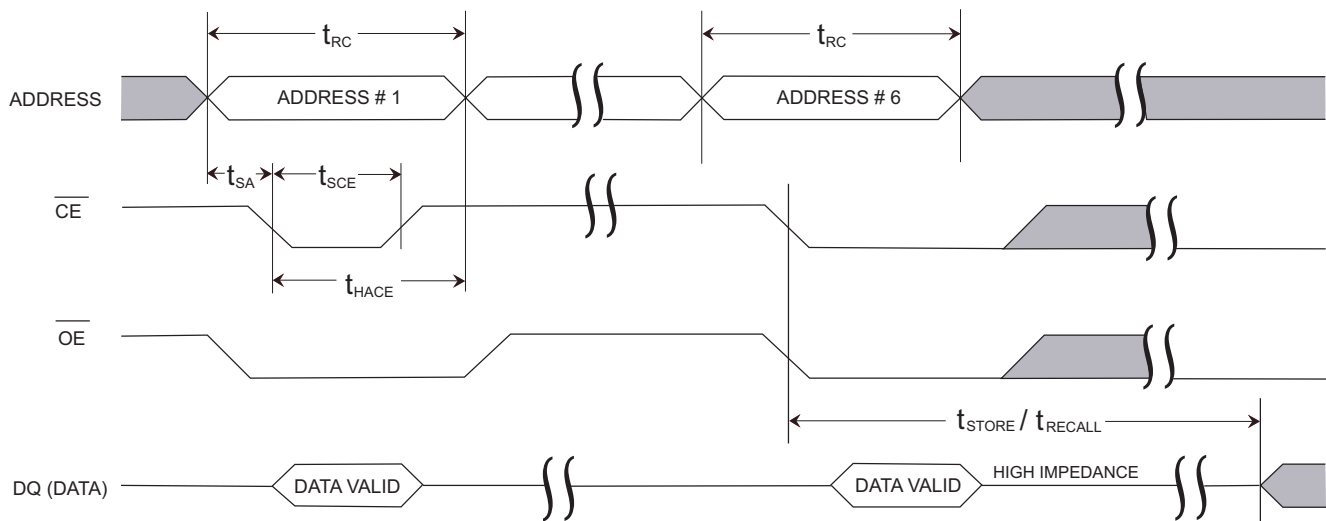 tRC
tRC
ADDRESS
ADDRESS # 1
ADDRESS # 6
tSA
tSCE
CE
tHACE
OE
tSTORE / tRECALL
DQ (DATA)
DATA VALID
DATA VALID
HIGH IMPEDANCE